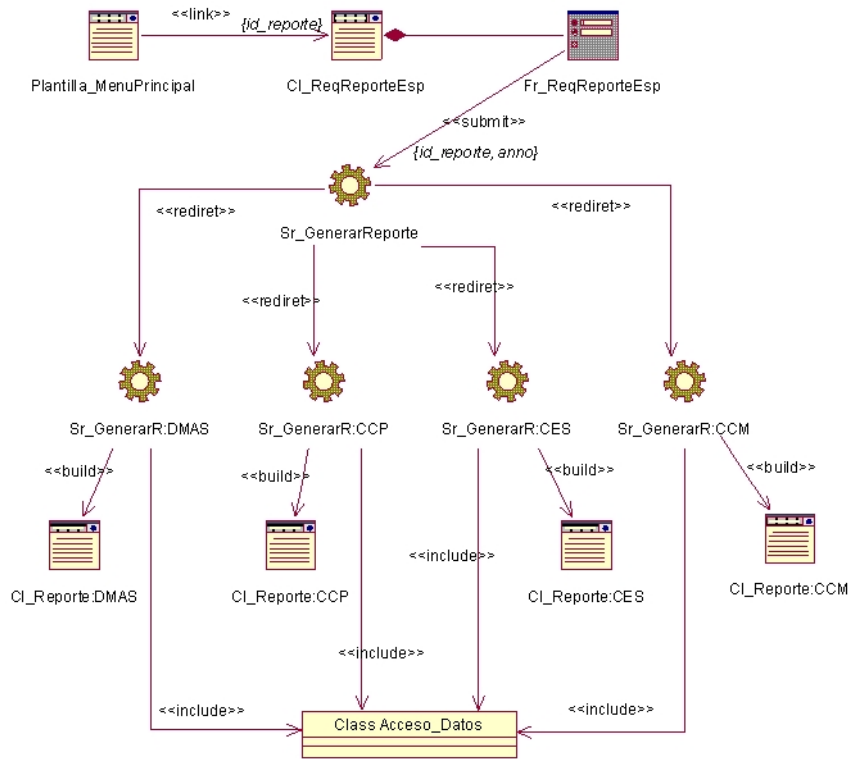 <<link>>
{id_reporte}
Plantilla_MenuPrincipal
Cl_ReqReporteEsp
Fr_ReqReporteEsp
<<submit>>
{id_reporte, anno}
<<rediret>>
<<rediret>>
Sr_GenerarReporte
<<rediret>>
<<rediret>>
Sr_GenerarR:DMAS
Sr_GenerarR:CCP
Sr_GenerarR:CES
Sr_GenerarR:CCM
<<build>>
<<build>>
<<build>>
<<build>>
<<include>>
Cl_Reporte:DMAS
Cl_Reporte:CCP
Cl_Reporte:CES
Cl_Reporte:CCM
<<include>>
<<include>>
<<include>>
Class Acceso_Datos